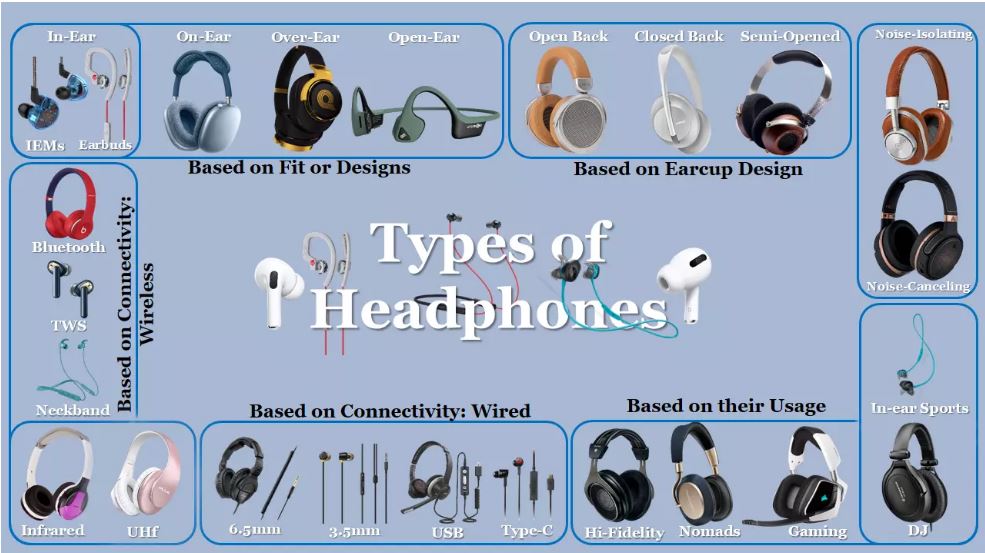 In-Ear
On-Ear
Over-Ear
Open-Ear
Open Back
Closed Back
Semi-Opened
Noise-Isolating
IEMs
Earbuds
Based on Fit or Designs
Based on Earcup Design
Bluetooth
TWS
Neckband
Based on Connectivity:
Wireless
Types of
Headphones
Noise-Canceling
In-ear Sports
Based on Connectivity: Wired
Based on their Usage
Infrared
UHf
6.5mm
3.5mm
USB
Type-C
Hi-Fidelity
Nomads
Gaming
DJ